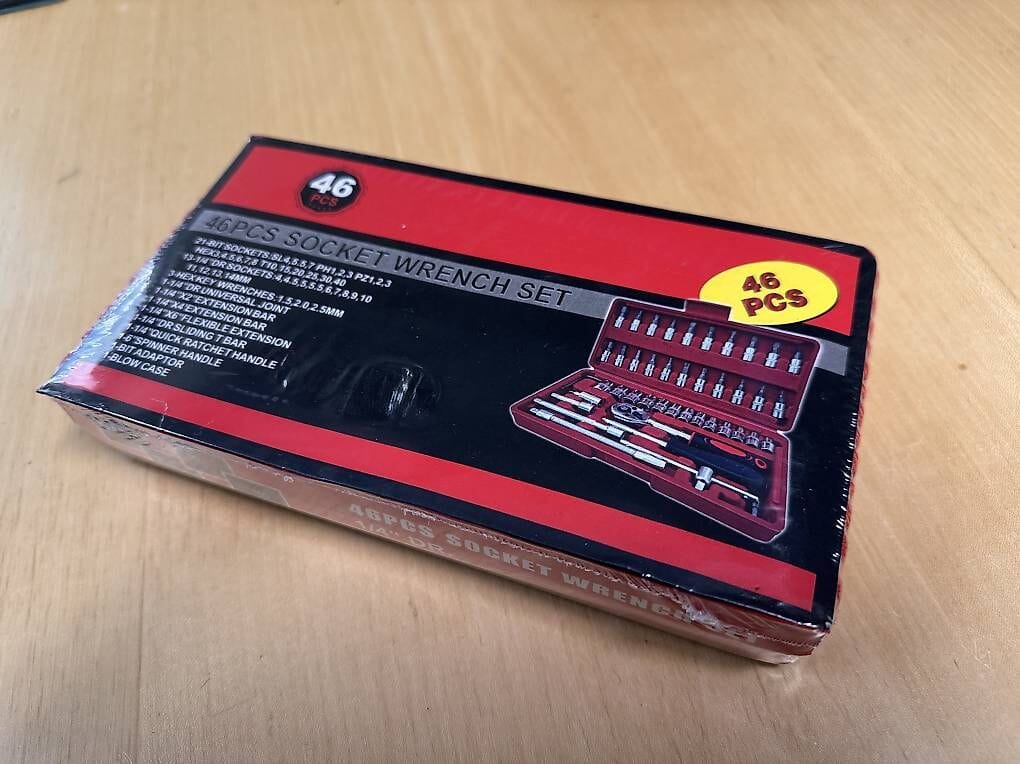 46
PCS
46PCS SOCKET WRENCH SET
21-BIT SOCKETS:SL4,5.5,7 PH1,2,3 PZ1,2,3
HEX3,4,5,6,7,8 T10,15,20,25,30,40
13-1/4"DR SOCKETS:4,4.5,5,5.5,6,7,8,9,10
11,12,13,14MM
3-HEX KEY WRENCHES:1.5,2.0,2.5MM
1-1/4"DR UNIVERSAL JOINT
1-1/4"X2"EXTENSION BAR
1-1/4"X4"EXTENSION BAR
1-1/4"X6"FLEXIBLE EXTENSION
1-1/4"DR SLIDING T BAR
1-1/4"QUICK RATCHET HANDLE
1-6"SPINNER HANDLE
1-BIT ADAPTOR
1-BLOW CASE
46
PCS
46PCS SOCKET WRENCH SET
1/4" DR